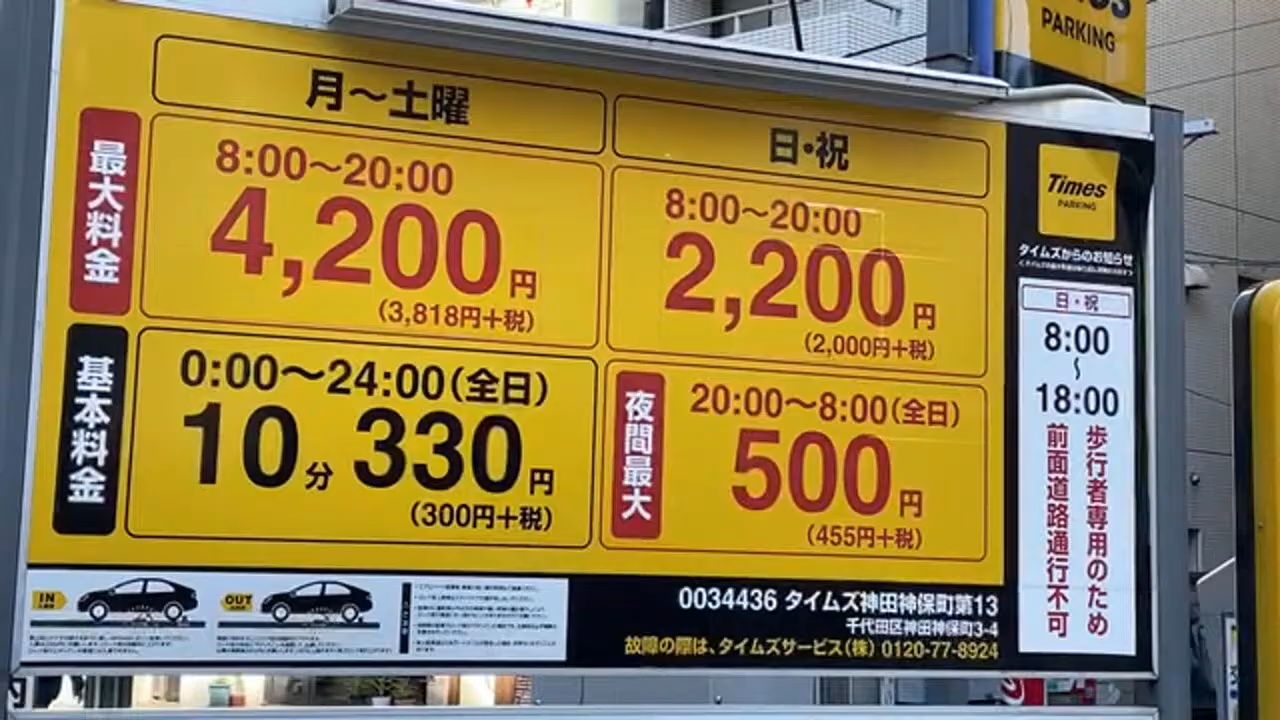 PARKING
月〜土曜
日・祝
最大料金
8:00〜20:00
4,200円
(3,818円+税)
8:00〜20:00
2,200円
(2,000円+税)
基本料金
0:00〜24:00(全日)
10分 330円
(300円+税)
夜間最大
20:00〜8:00(全日)
500円
(455円+税)
Times
PARKING
タイムズからのお知らせ
日・祝
8:00
〜
18:00
歩行者専用のため
前面道路通行不可
IN
OUT
0034436 タイムズ神田神保町第13
千代田区神田神保町3-4
故障の際は、タイムズサービス(株) 0120-77-8924